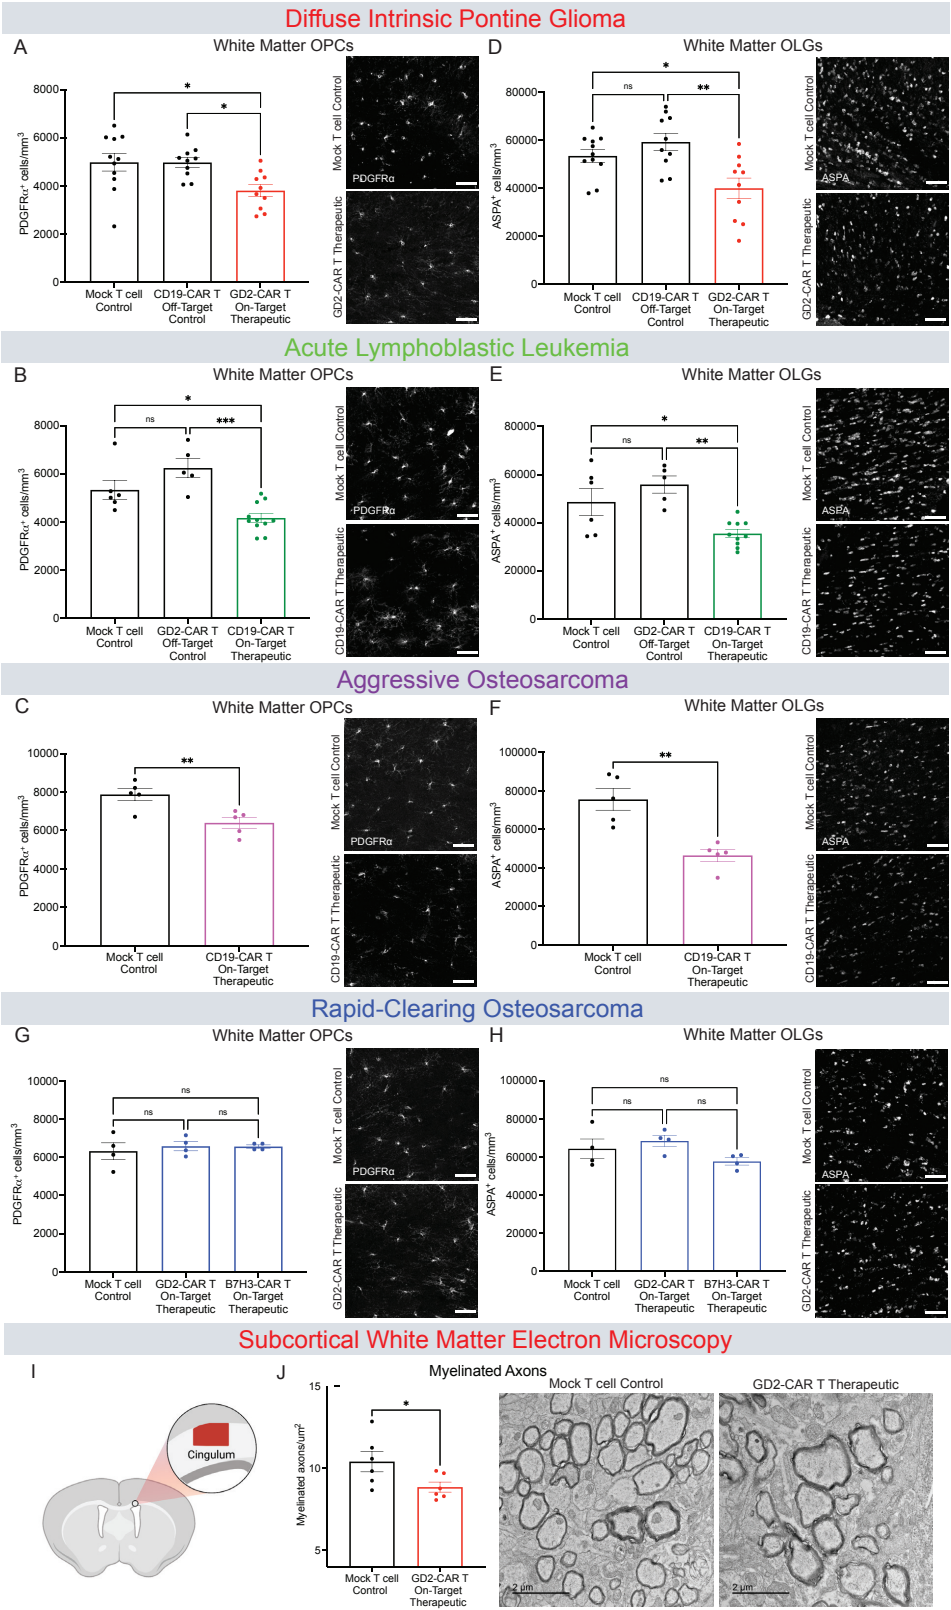 Diffuse Intrinsic Pontine Glioma
A
White Matter OPCs
PDGFRα⁺ cells/mm³
8000
6000
4000
2000
0
*
*
Mock T cell
Control
CD19-CAR T
Off-Target
Control
GD2-CAR T
On-Target
Therapeutic
Mock T cell Control
PDGFRα
GD2-CAR T Therapeutic
D
White Matter OLGs
ASPA⁺ cells/mm³
80000
60000
40000
20000
0
*
ns
**
Mock T cell
Control
CD19-CAR T
Off-Target
Control
GD2-CAR T
On-Target
Therapeutic
Mock T cell Control
ASPA
GD2-CAR T Therapeutic
Acute Lymphoblastic Leukemia
B
White Matter OPCs
PDGFRα⁺ cells/mm³
8000
6000
4000
2000
0
*
ns
***
Mock T cell
Control
GD2-CAR T
Off-Target
Control
CD19-CAR T
On-Target
Therapeutic
Mock T cell Control
PDGFRα
CD19-CAR T Therapeutic
E
White Matter OLGs
ASPA⁺ cells/mm³
80000
60000
40000
20000
0
*
ns
**
Mock T cell
Control
GD2-CAR T
Off-Target
Control
CD19-CAR T
On-Target
Therapeutic
Mock T cell Control
ASPA
CD19-CAR T Therapeutic
Aggressive Osteosarcoma
C
White Matter OPCs
PDGFRα⁺ cells/mm³
10000
8000
6000
4000
2000
0
**
Mock T cell
Control
CD19-CAR T
On-Target
Therapeutic
Mock T cell Control
PDGFRα
CD19-CAR T Therapeutic
F
White Matter OLGs
ASPA⁺ cells/mm³
100000
80000
60000
40000
20000
0
**
Mock T cell
Control
CD19-CAR T
On-Target
Therapeutic
Mock T cell Control
ASPA
CD19-CAR T Therapeutic
Rapid-Clearing Osteosarcoma
G
White Matter OPCs
PDGFRα⁺ cells/mm³
10000
8000
6000
4000
2000
0
ns
ns
ns
Mock T cell
Control
GD2-CAR T
On-Target
Therapeutic
B7H3-CAR T
On-Target
Therapeutic
Mock T cell Control
PDGFRα
GD2-CAR T Therapeutic
H
White Matter OLGs
ASPA⁺ cells/mm³
100000
80000
60000
40000
20000
0
ns
ns
ns
Mock T cell
Control
GD2-CAR T
On-Target
Therapeutic
B7H3-CAR T
On-Target
Therapeutic
Mock T cell Control
ASPA
GD2-CAR T Therapeutic
Subcortical White Matter Electron Microscopy
I
Cingulum
J
Myelinated Axons
Myelinated axons/um²
15
10
5
*
Mock T cell
Control
GD2-CAR T
On-Target
Therapeutic
Mock T cell Control
2 μm
GD2-CAR T Therapeutic
2 μm